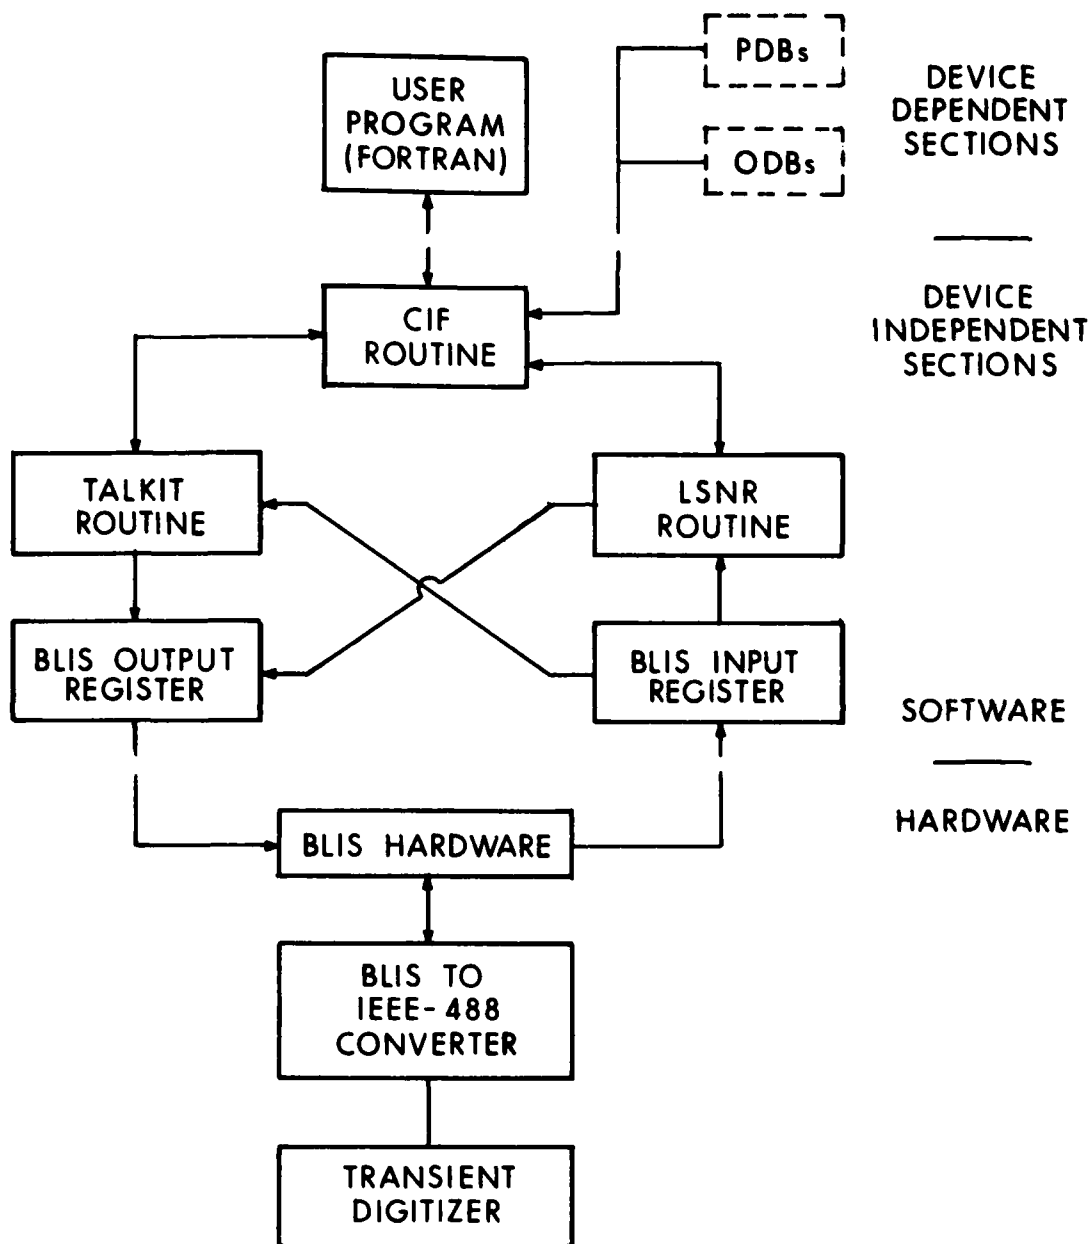 PDBs
USER
PROGRAM
(FORTRAN)
DEVICE
DEPENDENT
SECTIONS
ODBs
CIF
ROUTINE
DEVICE
INDEPENDENT
SECTIONS
TALKIT
ROUTINE
LSNR
ROUTINE
BLIS OUTPUT
REGISTER
BLIS INPUT
REGISTER
SOFTWARE
HARDWARE
BLIS HARDWARE
BLIS TO
IEEE-488
CONVERTER
TRANSIENT
DIGITIZER